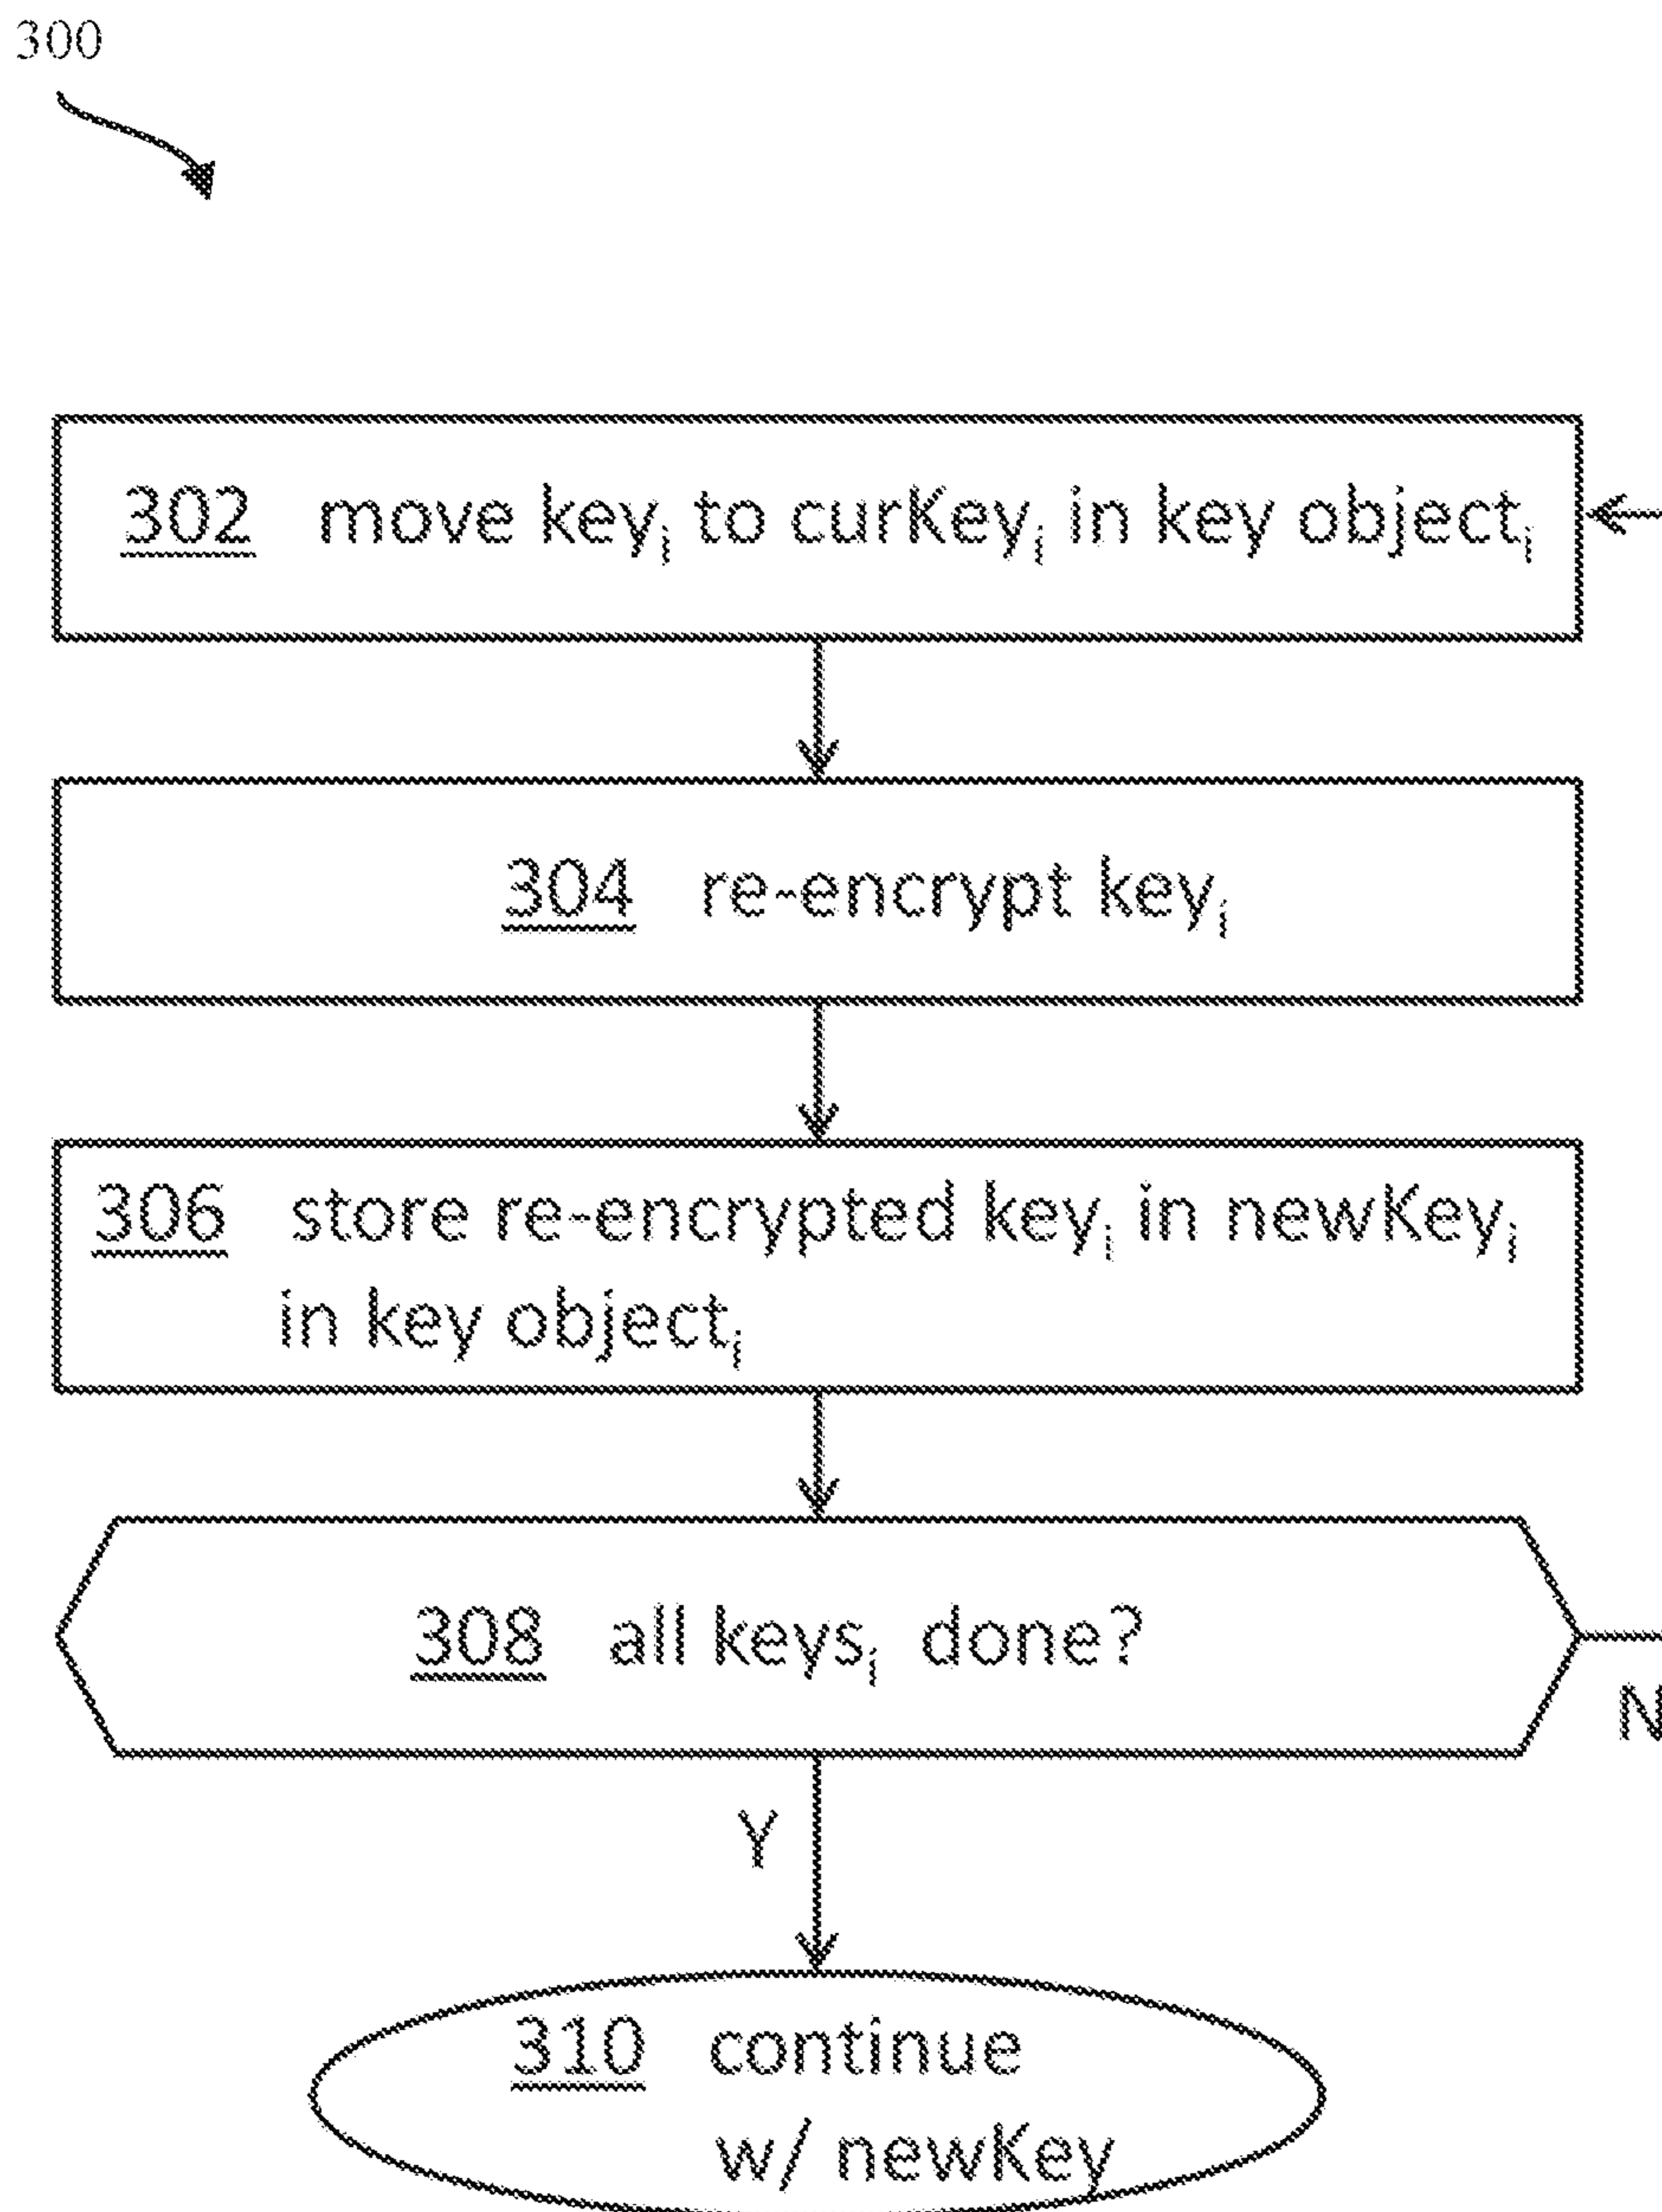 300
302 move keyᵢ to curKeyᵢ in key objectᵢ
304 re-encrypt keyᵢ
306 store re-encrypted keyᵢ in newKeyᵢ
in key objectᵢ
308 all keysᵢ done?
N
Y
310 continue
w/ newKey